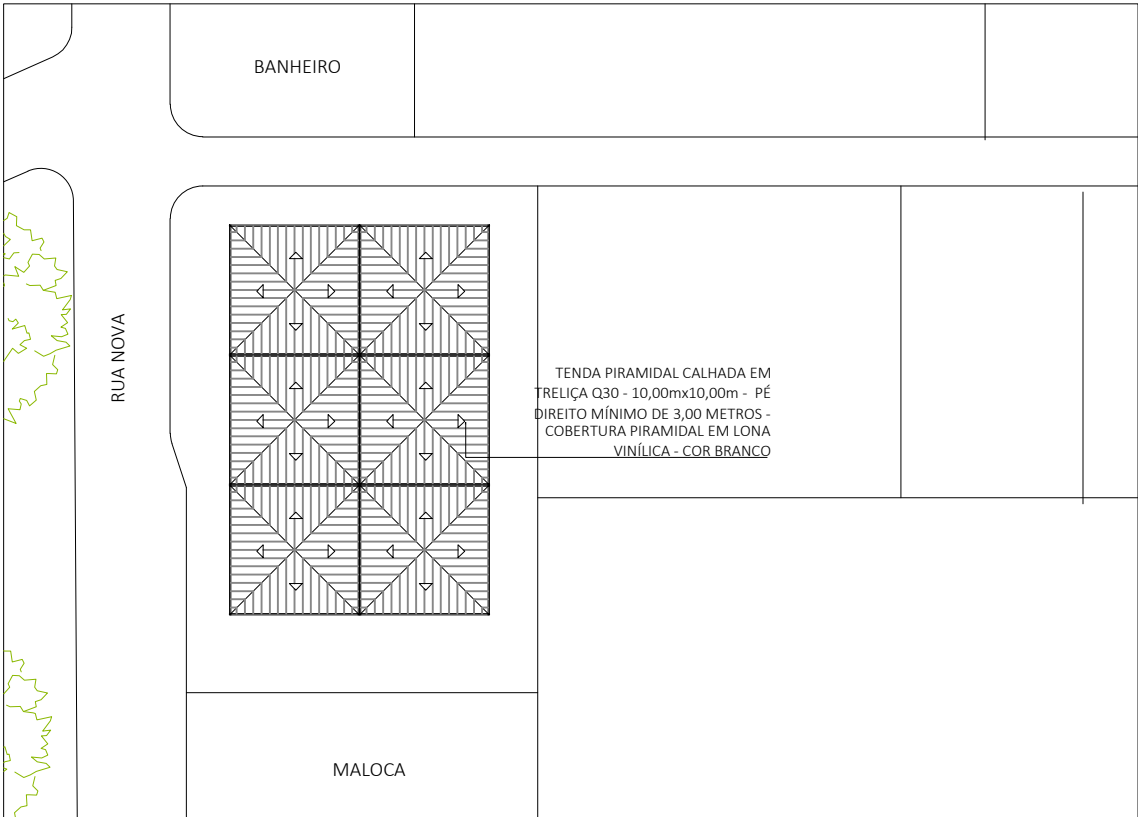 BANHEIRO
RUA NOVA
TENDA PIRAMIDAL CALHADA EM
TRELIÇA Q30 - 10,00mx10,00m - PÉ
DIREITO MÍNIMO DE 3,00 METROS -
COBERTURA PIRAMIDAL EM LONA
VINÍLICA - COR BRANCO
MALOCA